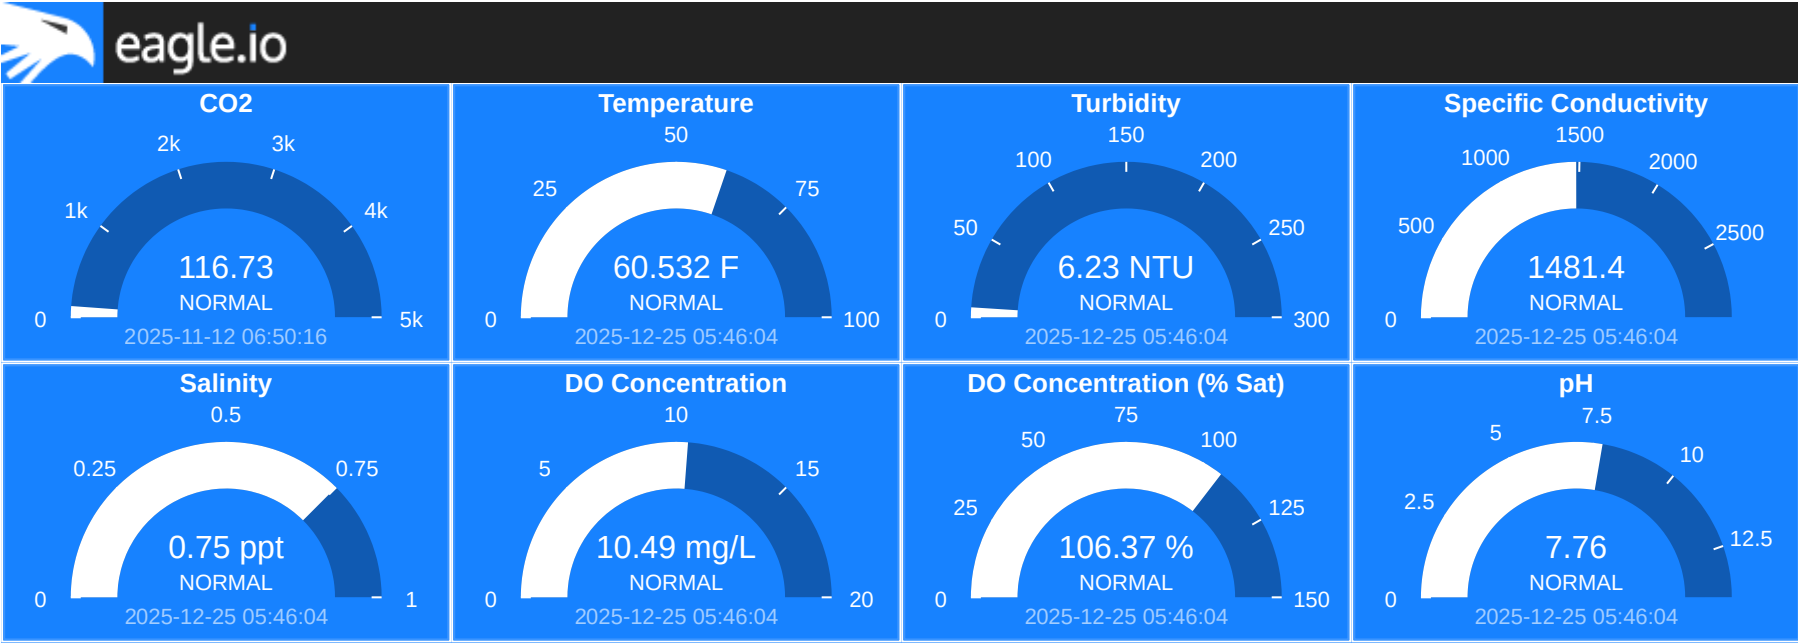 eagle.io
CO2
0
1k
2k
3k
4k
5k
116.73
NORMAL
2025-11-12 06:50:16
Temperature
0
25
50
75
100
60.532 F
NORMAL
2025-12-25 05:46:04
Turbidity
0
50
100
150
200
250
300
6.23 NTU
NORMAL
2025-12-25 05:46:04
Specific Conductivity
0
500
1000
1500
2000
2500
1481.4
NORMAL
2025-12-25 05:46:04
Salinity
0
0.25
0.5
0.75
1
0.75 ppt
NORMAL
2025-12-25 05:46:04
DO Concentration
0
5
10
15
20
10.49 mg/L
NORMAL
2025-12-25 05:46:04
DO Concentration (% Sat)
0
25
50
75
100
125
150
106.37 %
NORMAL
2025-12-25 05:46:04
pH
0
2.5
5
7.5
10
12.5
7.76
NORMAL
2025-12-25 05:46:04